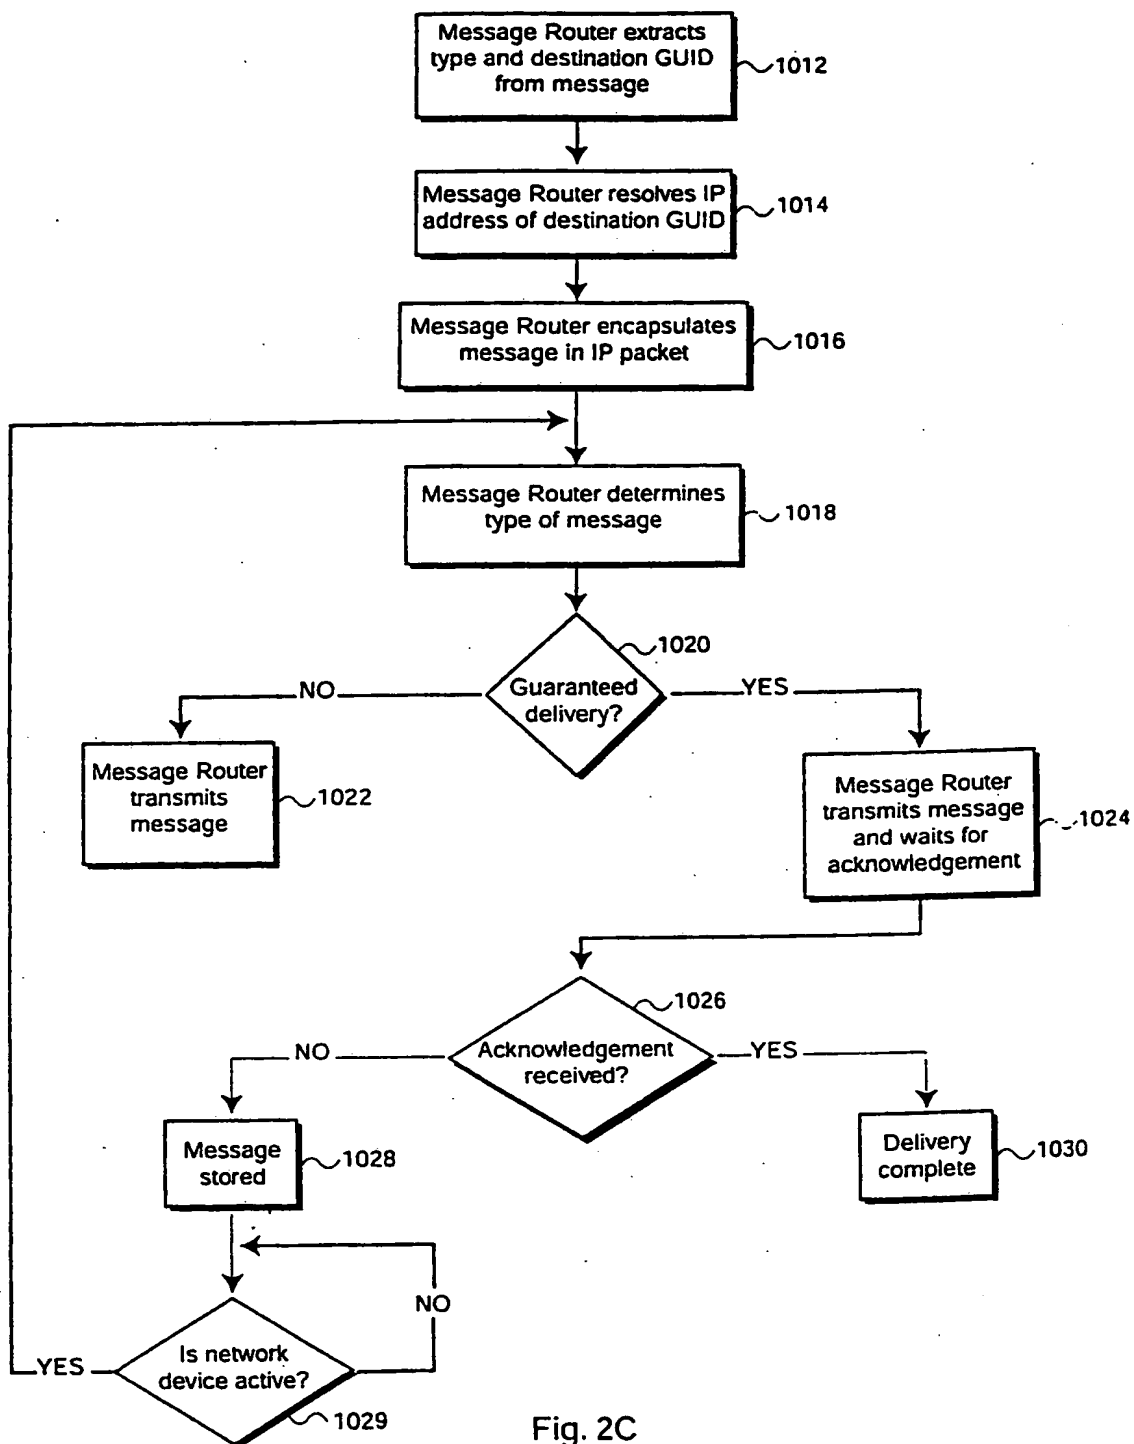 Message Router extracts
type and destination GUID
from message
1012
Message Router resolves IP
address of destination GUID
1014
Message Router encapsulates
message in IP packet
1016
Message Router determines
type of message
1018
1020
Guaranteed
delivery?
NO
YES
Message Router
transmits
message
1022
Message Router
transmits message
and waits for
acknowledgement
1024
1026
Acknowledgement
received?
NO
YES
Message
stored
1028
Delivery
complete
1030
NO
Is network
device active?
YES
1029
Fig. 2C